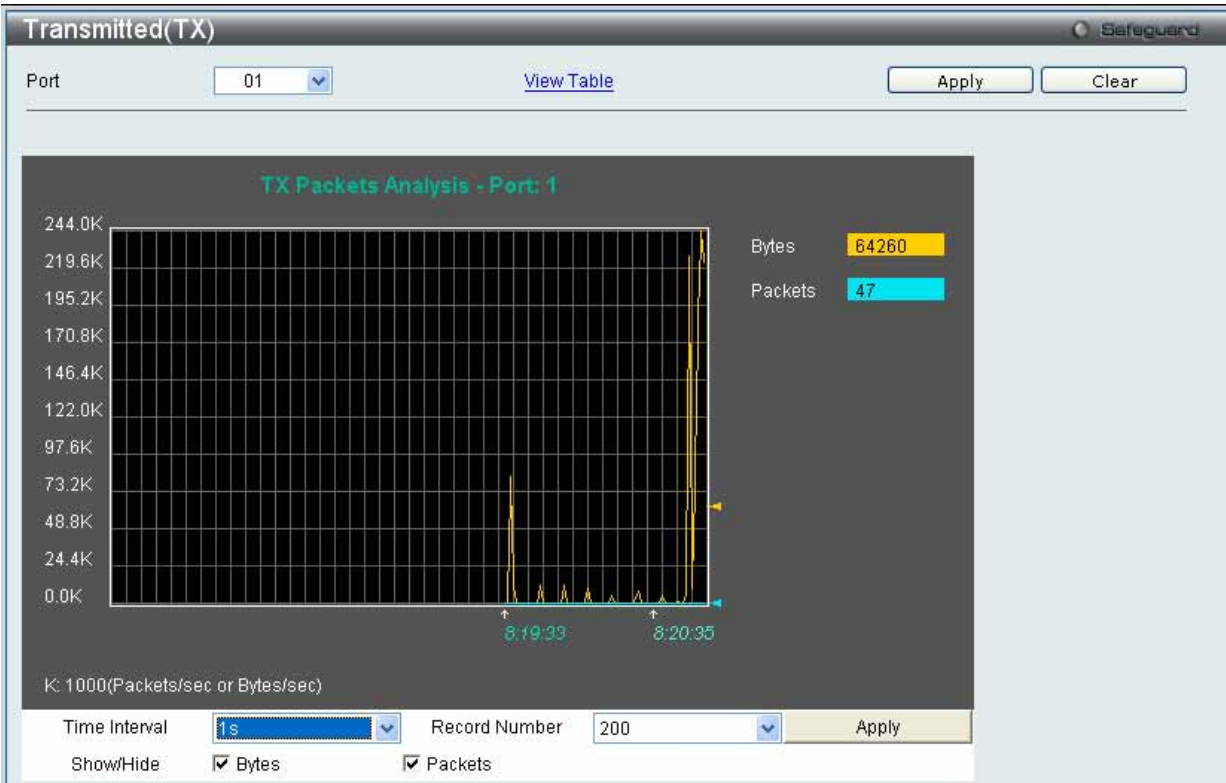 Transmitted(TX)
Safeguard
Port 01 View Table Apply Clear
TX Packets Analysis - Port: 1
244.0K
219.6K
195.2K
170.8K
146.4K
122.0K
97.6K
73.2K
48.8K
24.4K
0.0K
Bytes 64260
Packets 47
8:19:33 8:20:35
K: 1000(Packets/sec or Bytes/sec)
Time Interval 1s Record Number 200 Apply
Show/Hide Bytes Packets